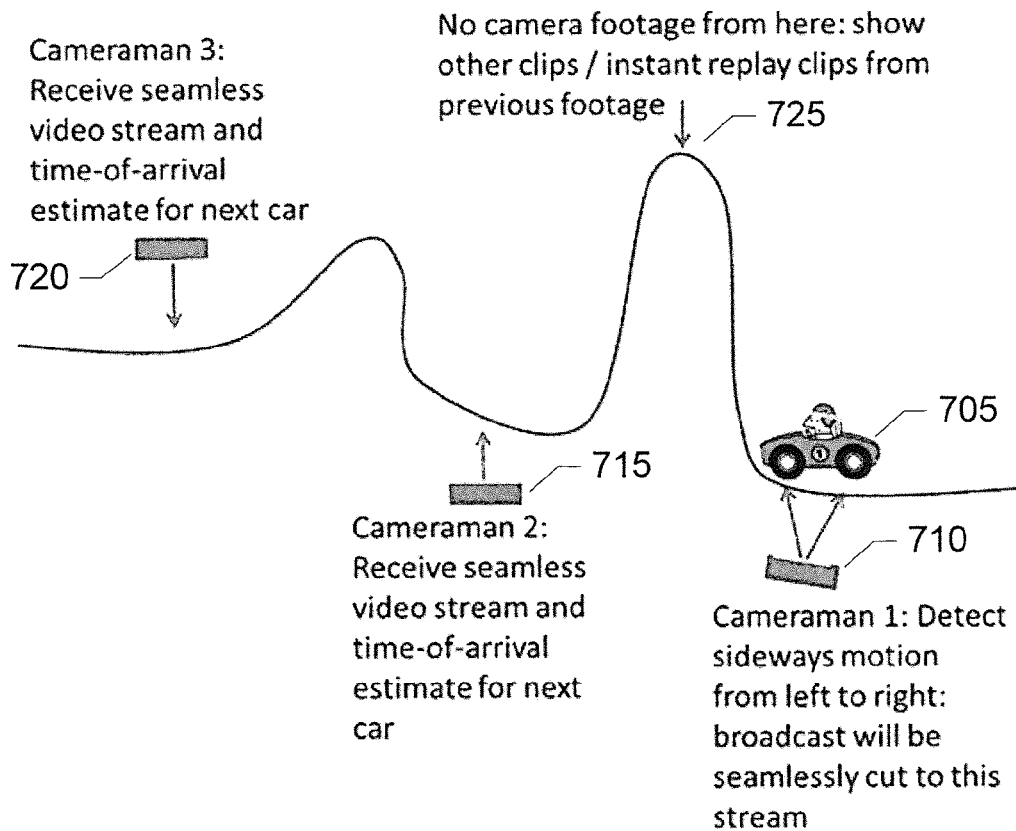 Cameraman 3:
Receive seamless
video stream and
time-of-arrival
estimate for next car
720
No camera footage from here: show
other clips / instant replay clips from
previous footage
725
705
1
715
Cameraman 2:
Receive seamless
video stream and
time-of-arrival
estimate for next
car
710
Cameraman 1: Detect
sideways motion
from left to right:
broadcast will be
seamlessly cut to this
stream